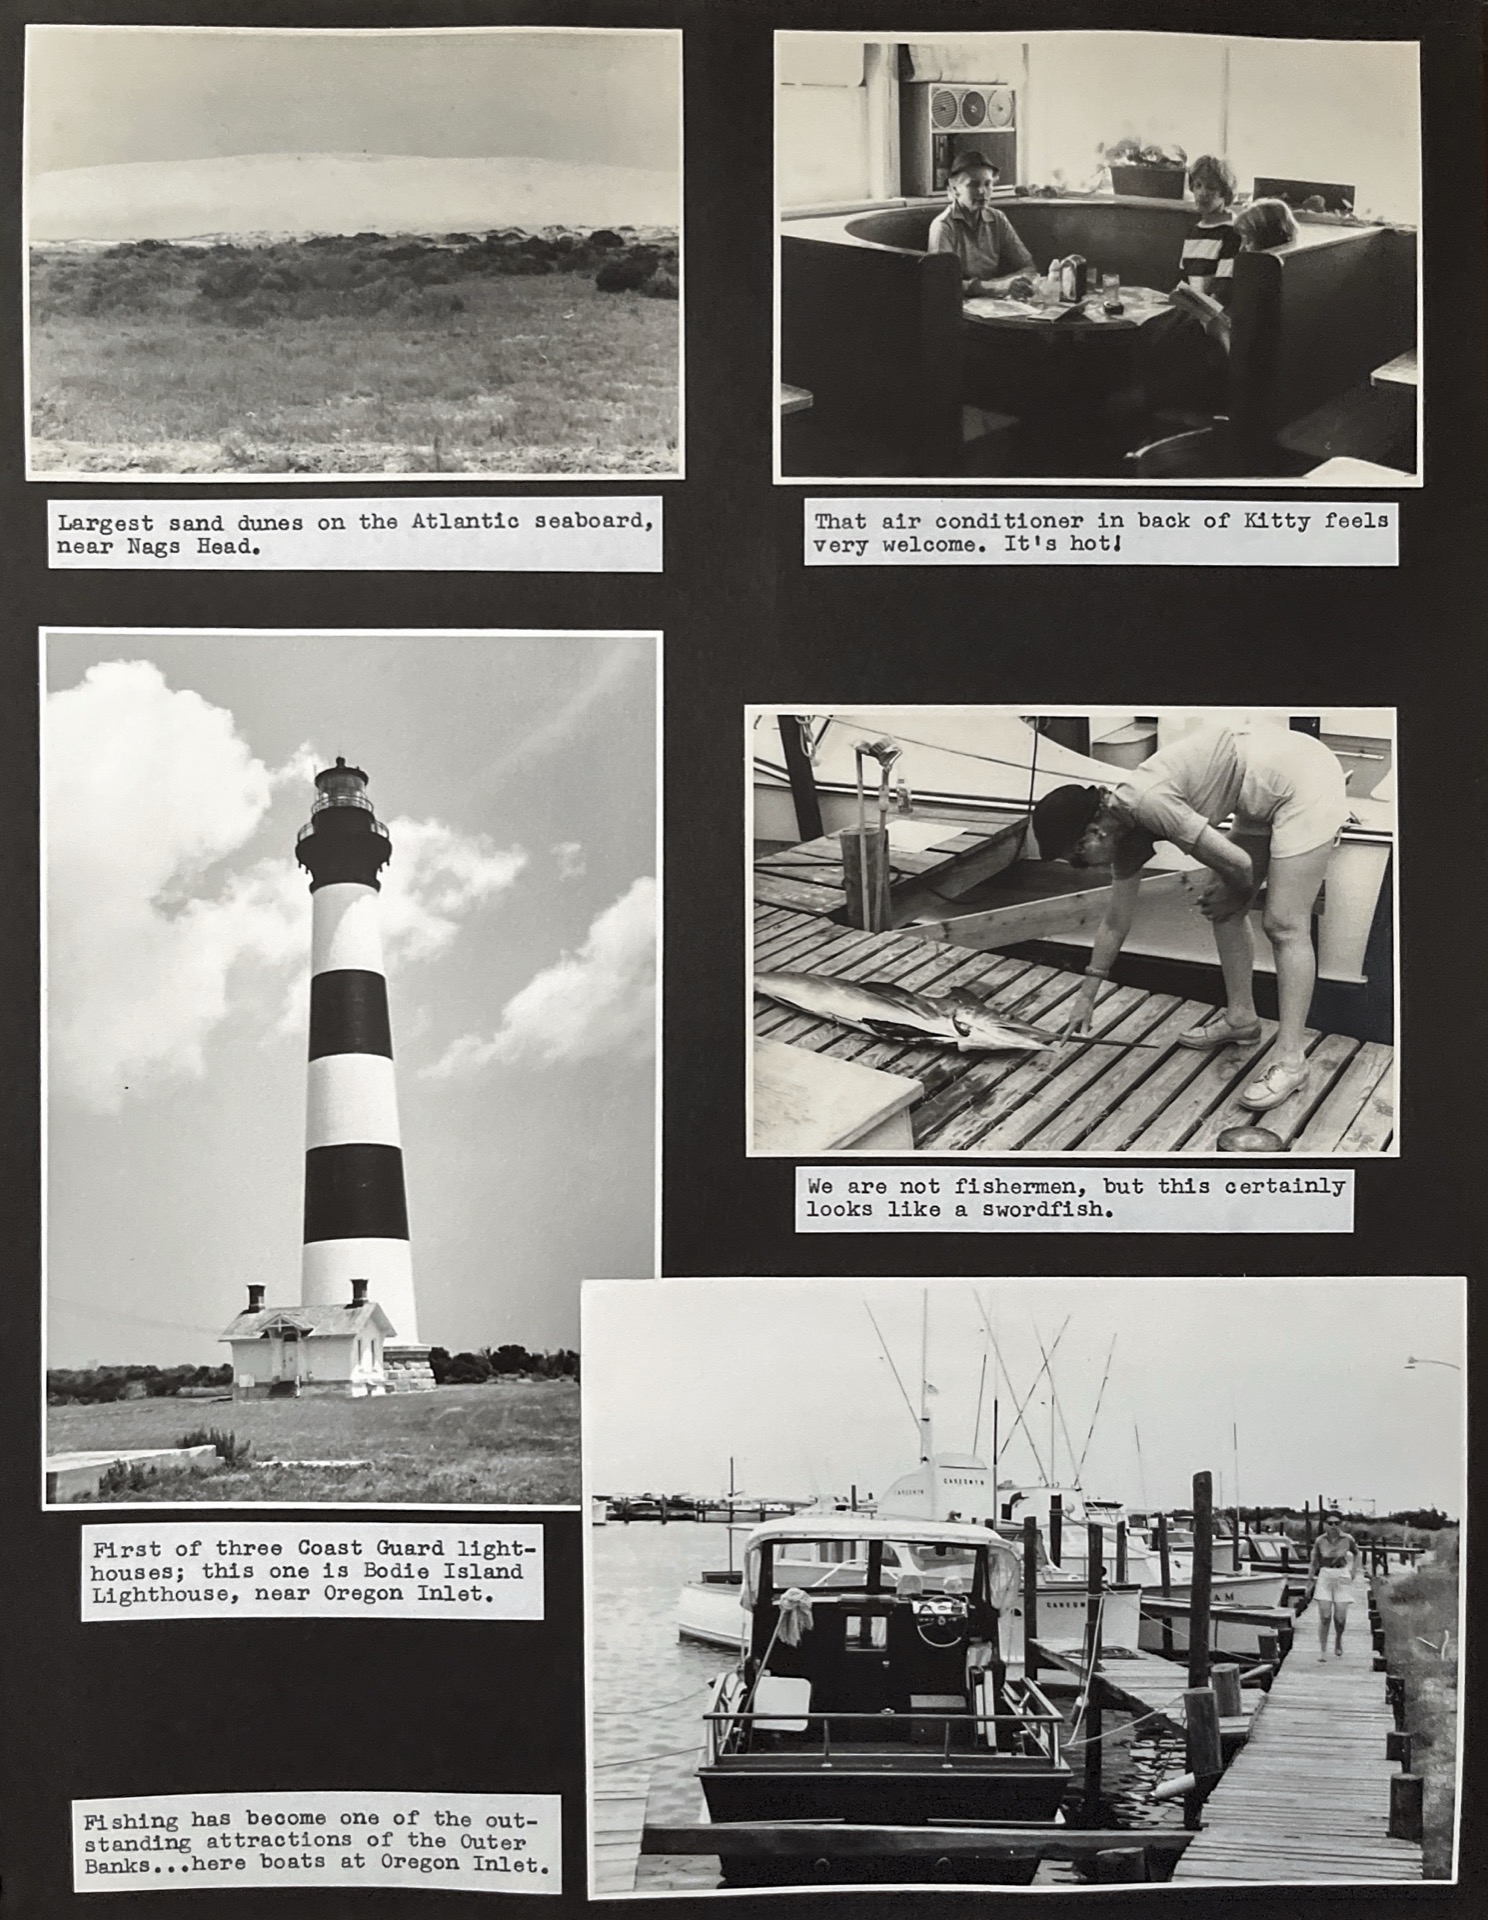 Largest sand dunes on the Atlantic seaboard,
near Nags Head.
That air conditioner in back of Kitty feels
very welcome. It's hot!
We are not fishermen, but this certainly
looks like a swordfish.
First of three Coast Guard light-
houses; this one is Bodie Island
Lighthouse, near Oregon Inlet.
CAREOWYN
AM
Fishing has become one of the out-
standing attractions of the Outer
Banks...here boats at Oregon Inlet.